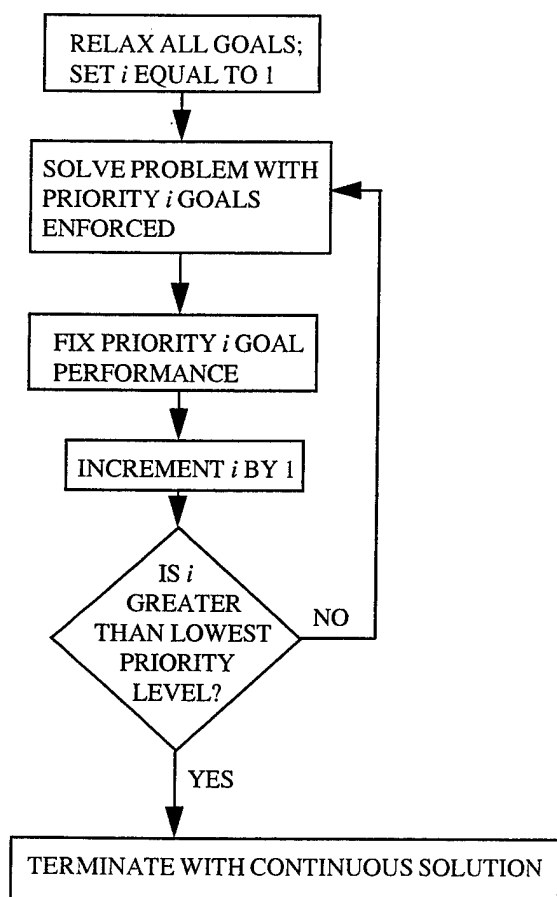 RELAX ALL GOALS;
SET i EQUAL TO 1
SOLVE PROBLEM WITH
PRIORITY i GOALS
ENFORCED
FIX PRIORITY i GOAL
PERFORMANCE
INCREMENT i BY 1
IS i
GREATER
THAN LOWEST
PRIORITY
LEVEL?
NO
YES
TERMINATE WITH CONTINUOUS SOLUTION